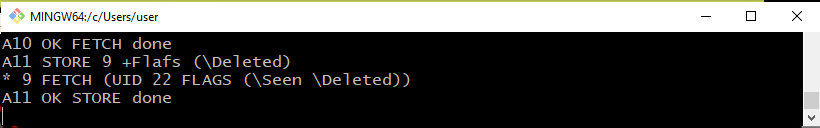 MINGW64:/c/Users/user
A10 OK FETCH done
A11 STORE 9 +Flafs (\Deleted)
* 9 FETCH (UID 22 FLAGS (\Seen \Deleted))
A11 OK STORE done